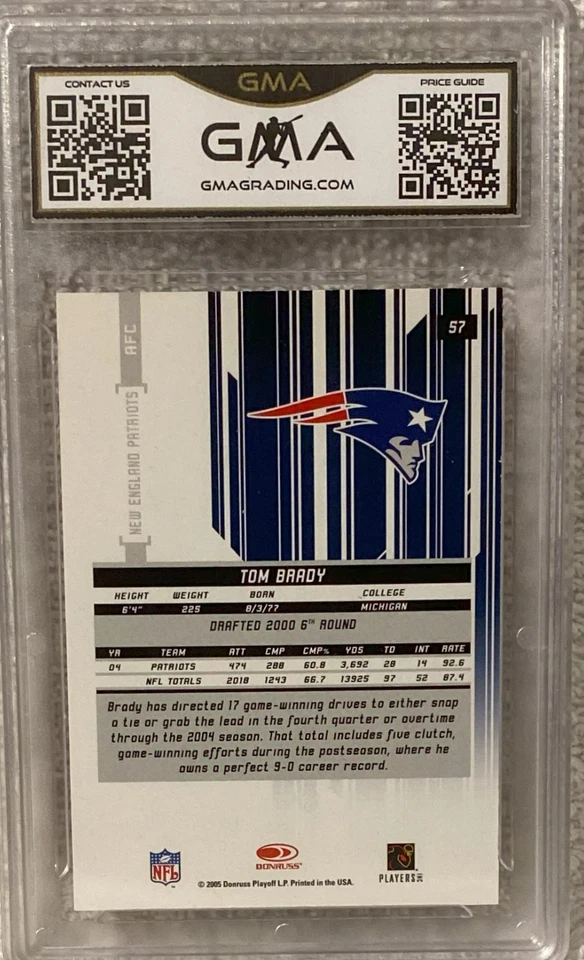 CONTACT US
GMA
PRICE GUIDE
GMA
GMAGRADING.COM
AFC
NEW ENGLAND PATRIOTS
57
TOM BRADY
HEIGHT WEIGHT BORN COLLEGE
6'4" 225 8/3/77 MICHIGAN
DRAFTED 2000 6TH ROUND
YR TEAM ATT CMP CMP% YDS TD INT RATE
04 PATRIOTS 474 288 60.8 3,692 28 14 92.6
NFL TOTALS 2018 1243 66.7 13925 97 52 87.4
Brady has directed 17 game-winning drives to either snap
a tie or grab the lead in the fourth quarter or overtime
through the 2004 season. That total includes five clutch,
game-winning efforts during the postseason, where he
owns a perfect 9-0 career record.
NFL
DONRUSS
PLAYERS INC
© 2005 Donruss Playoff L.P. Printed in the USA.